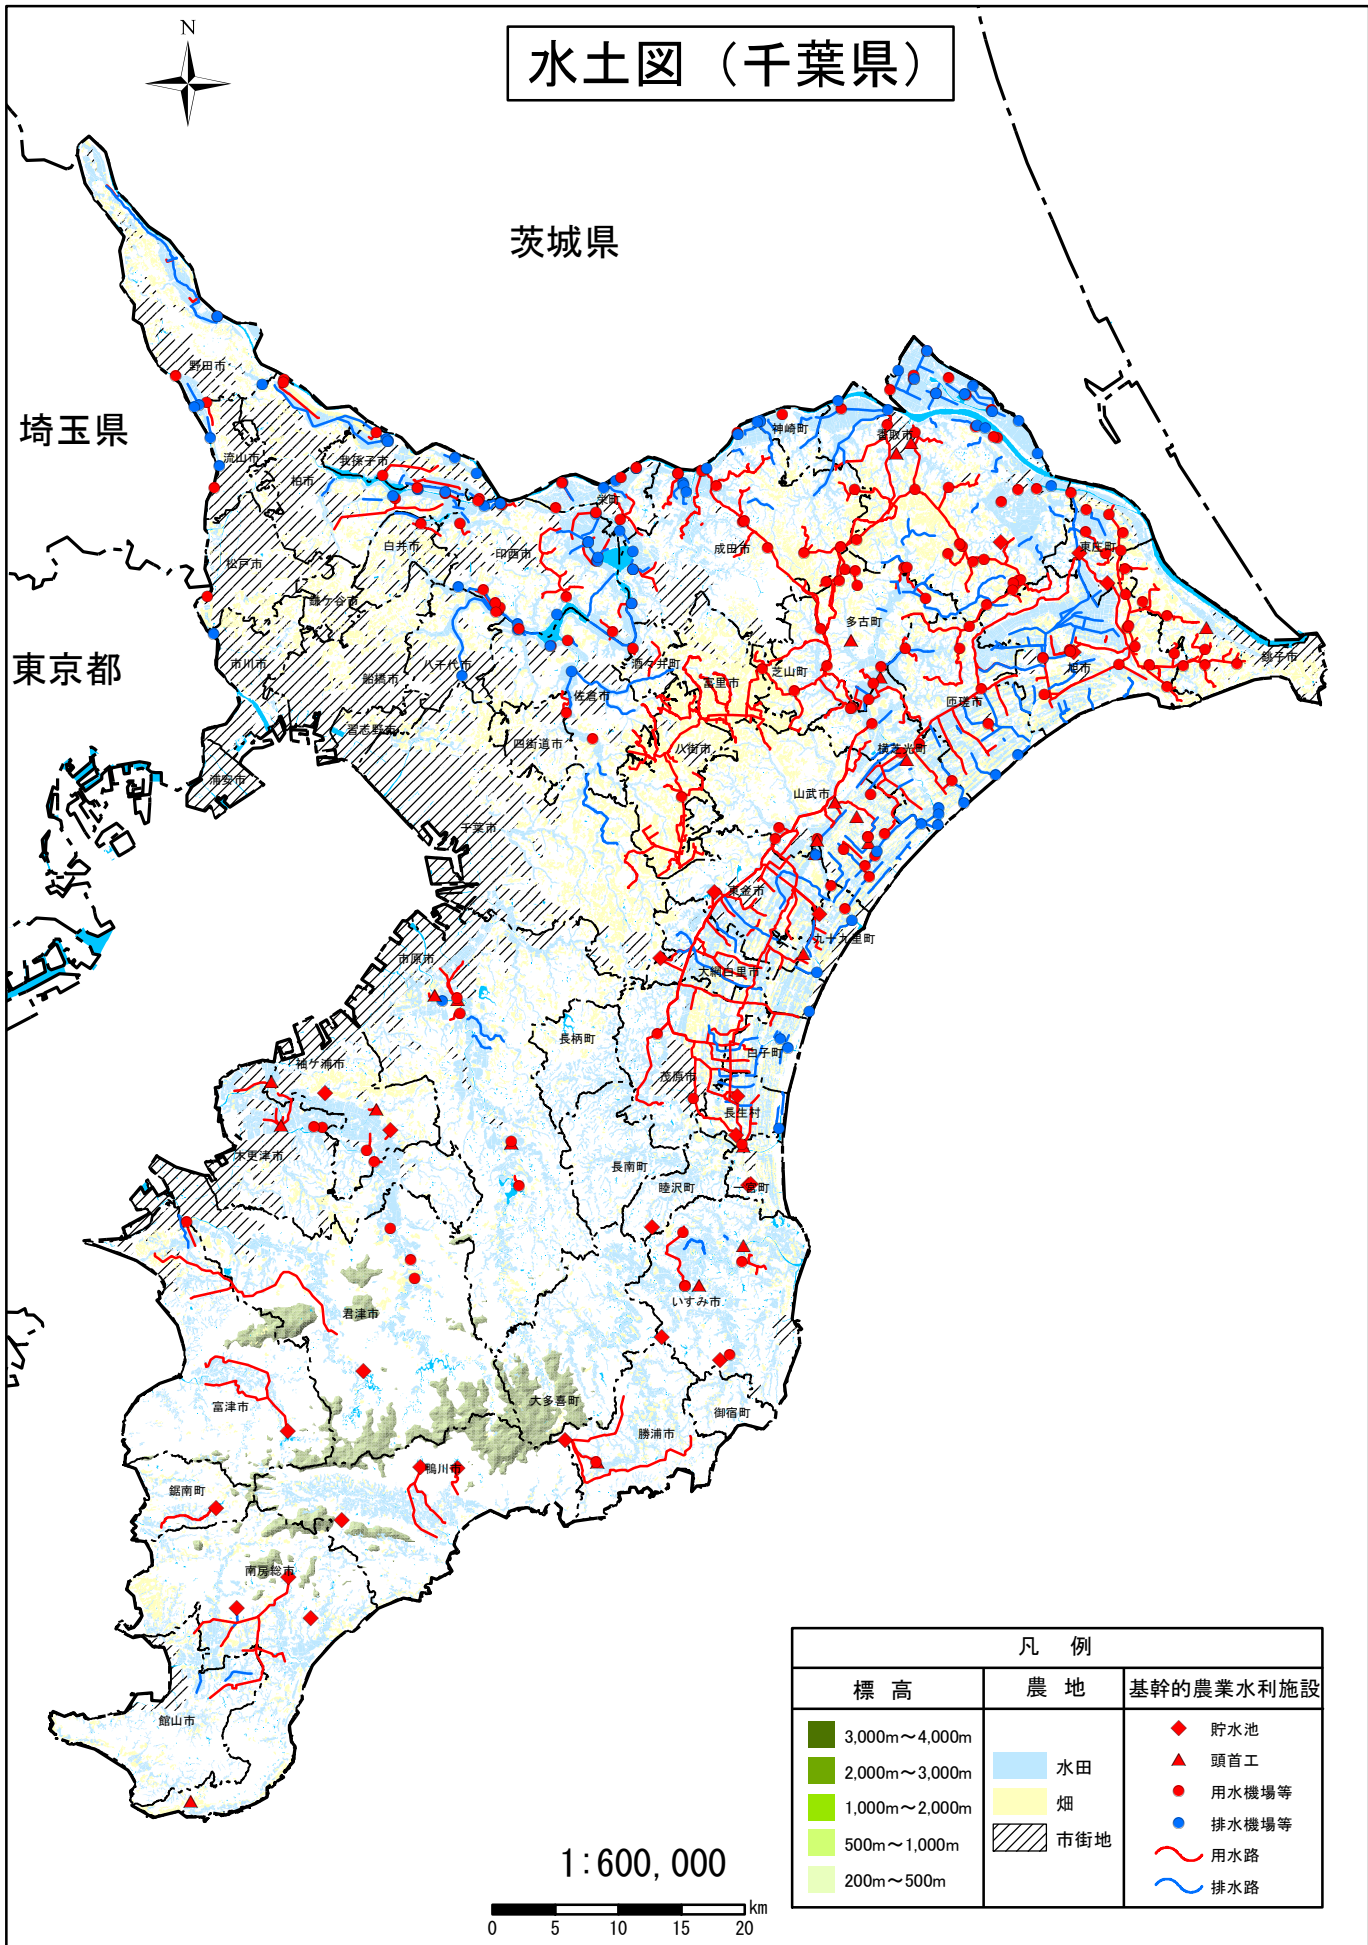 N
水土図（千葉県）
茨城県
埼玉県
東京都
野田市
流山市
柏市
我孫子市
松戸市
鎌ケ谷市
白井市
印西市
栄町
成田市
神崎町
香取市
東庄町
銚子市
旭市
匝瑳市
多古町
芝山町
横芝光町
山武市
市川市
船橋市
八千代市
習志野市
浦安市
佐倉市
酒々井町
富里市
八街市
四街道市
千葉市
東金市
九十九里町
大網白里市
白子町
茂原市
長生村
一宮町
睦沢町
長南町
長柄町
市原市
袖ケ浦市
木更津市
君津市
富津市
いすみ市
大多喜町
御宿町
勝浦市
鴨川市
鋸南町
南房総市
館山市
1:600,000
km
0 5 10 15 20
凡 例
標 高
農 地
基幹的農業水利施設
3,000m～4,000m
2,000m～3,000m
1,000m～2,000m
500m～1,000m
200m～500m
水田
畑
市街地
貯水池
頭首工
用水機場等
排水機場等
用水路
排水路